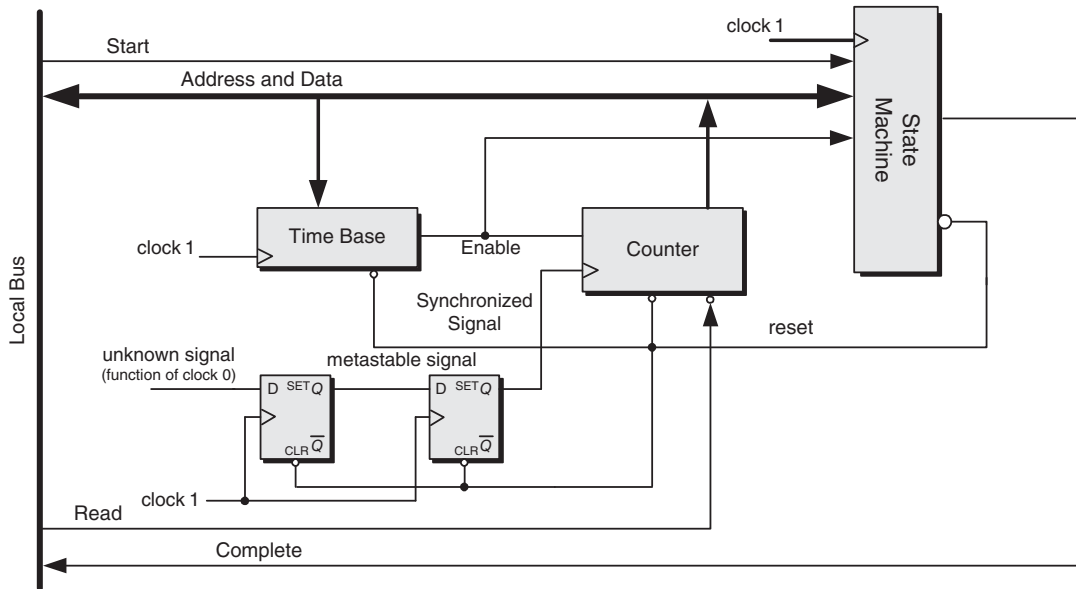 clock 1
Start
Address and Data
State
Machine
Time Base
Enable
Counter
clock 1
Synchronized
Signal
reset
Local Bus
unknown signal
(function of clock 0)
metastable signal
D SET Q
CLR Q̅
D SET Q
CLR Q̅
clock 1
Read
Complete